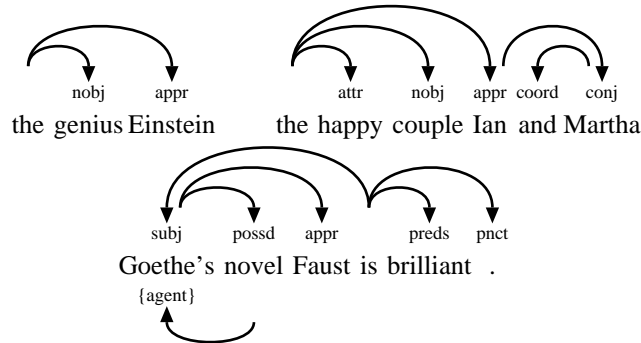 nobj appr attr nobj appr coord conj
the genius Einstein the happy couple Ian and Martha
subj possd appr preds pnct
Goethe's novel Faust is brilliant .
{agent}